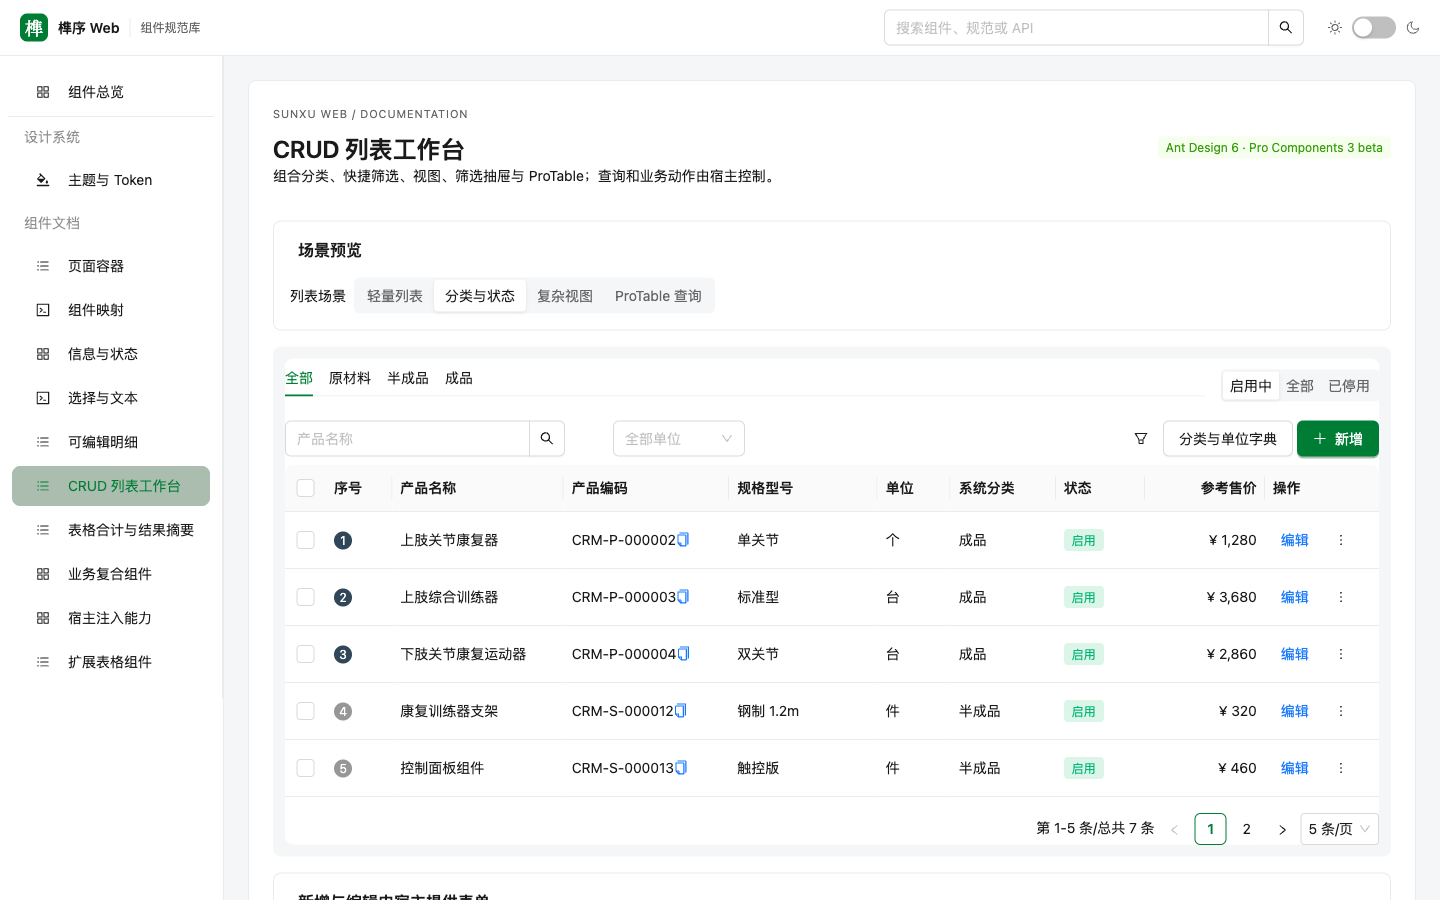 榫 榫序 Web 组件规范库 搜索组件、规范或 API
组件总览
设计系统
主题与 Token
组件文档
页面容器
组件映射
信息与状态
选择与文本
可编辑明细
CRUD 列表工作台
表格合计与结果摘要
业务复合组件
宿主注入能力
扩展表格组件
SUNXU WEB / DOCUMENTATION
CRUD 列表工作台
Ant Design 6 · Pro Components 3 beta
组合分类、快捷筛选、视图、筛选抽屉与 ProTable；查询和业务动作由宿主控制。
场景预览
列表场景 轻量列表 分类与状态 复杂视图 ProTable 查询
全部 原材料 半成品 成品 启用中 全部 已停用
产品名称 全部单位 分类与单位字典 新增
序号 产品名称 产品编码 规格型号 单位 系统分类 状态 参考售价 操作
1 上肢关节康复器 CRM-P-000002 单关节 个 成品 启用 ¥ 1,280 编辑
2 上肢综合训练器 CRM-P-000003 标准型 台 成品 启用 ¥ 3,680 编辑
3 下肢关节康复运动器 CRM-P-000004 双关节 台 成品 启用 ¥ 2,860 编辑
4 康复训练器支架 CRM-S-000012 钢制 1.2m 件 半成品 启用 ¥ 320 编辑
5 控制面板组件 CRM-S-000013 触控版 件 半成品 启用 ¥ 460 编辑
第 1-5 条/总共 7 条 < 1 2 > 5 条/页
新增与编辑由宿主提供表单